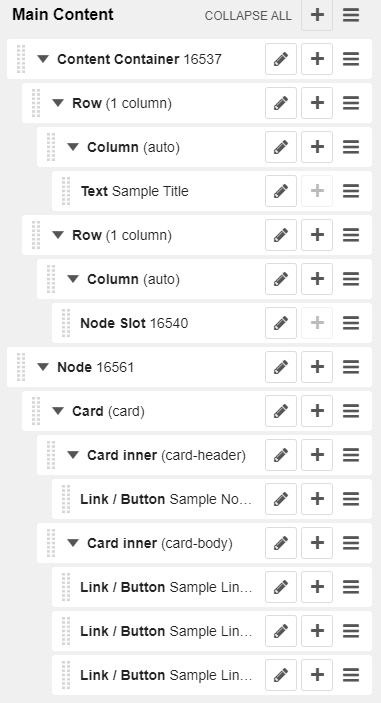 Main Content COLLAPSE ALL
Content Container 16537
Row (1 column)
Column (auto)
Text Sample Title
Row (1 column)
Column (auto)
Node Slot 16540
Node 16561
Card (card)
Card inner (card-header)
Link / Button Sample No...
Card inner (card-body)
Link / Button Sample Lin...
Link / Button Sample Lin...
Link / Button Sample Lin...